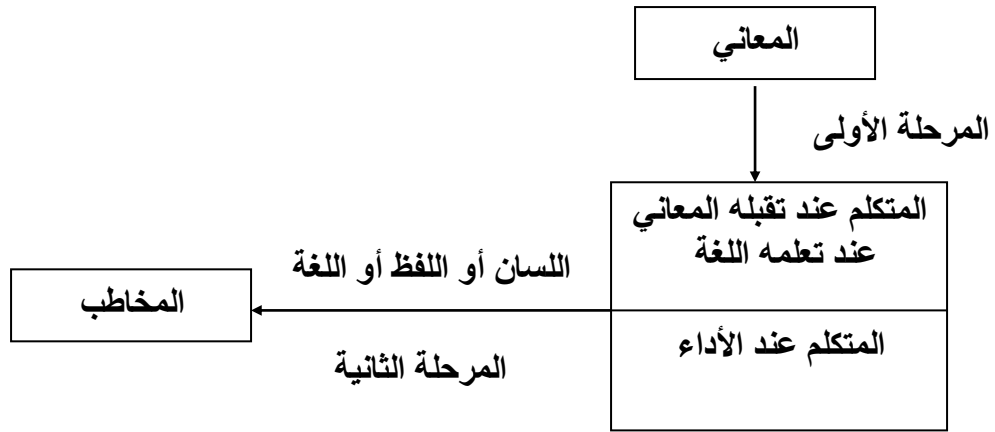 المعاني
المرحلة الأولى
المتكلم عند تقبله المعاني
عند تعلمه اللغة
اللسان أو اللفظ أو اللغة
المخاطب
المتكلم عند الأداء
المرحلة الثانية